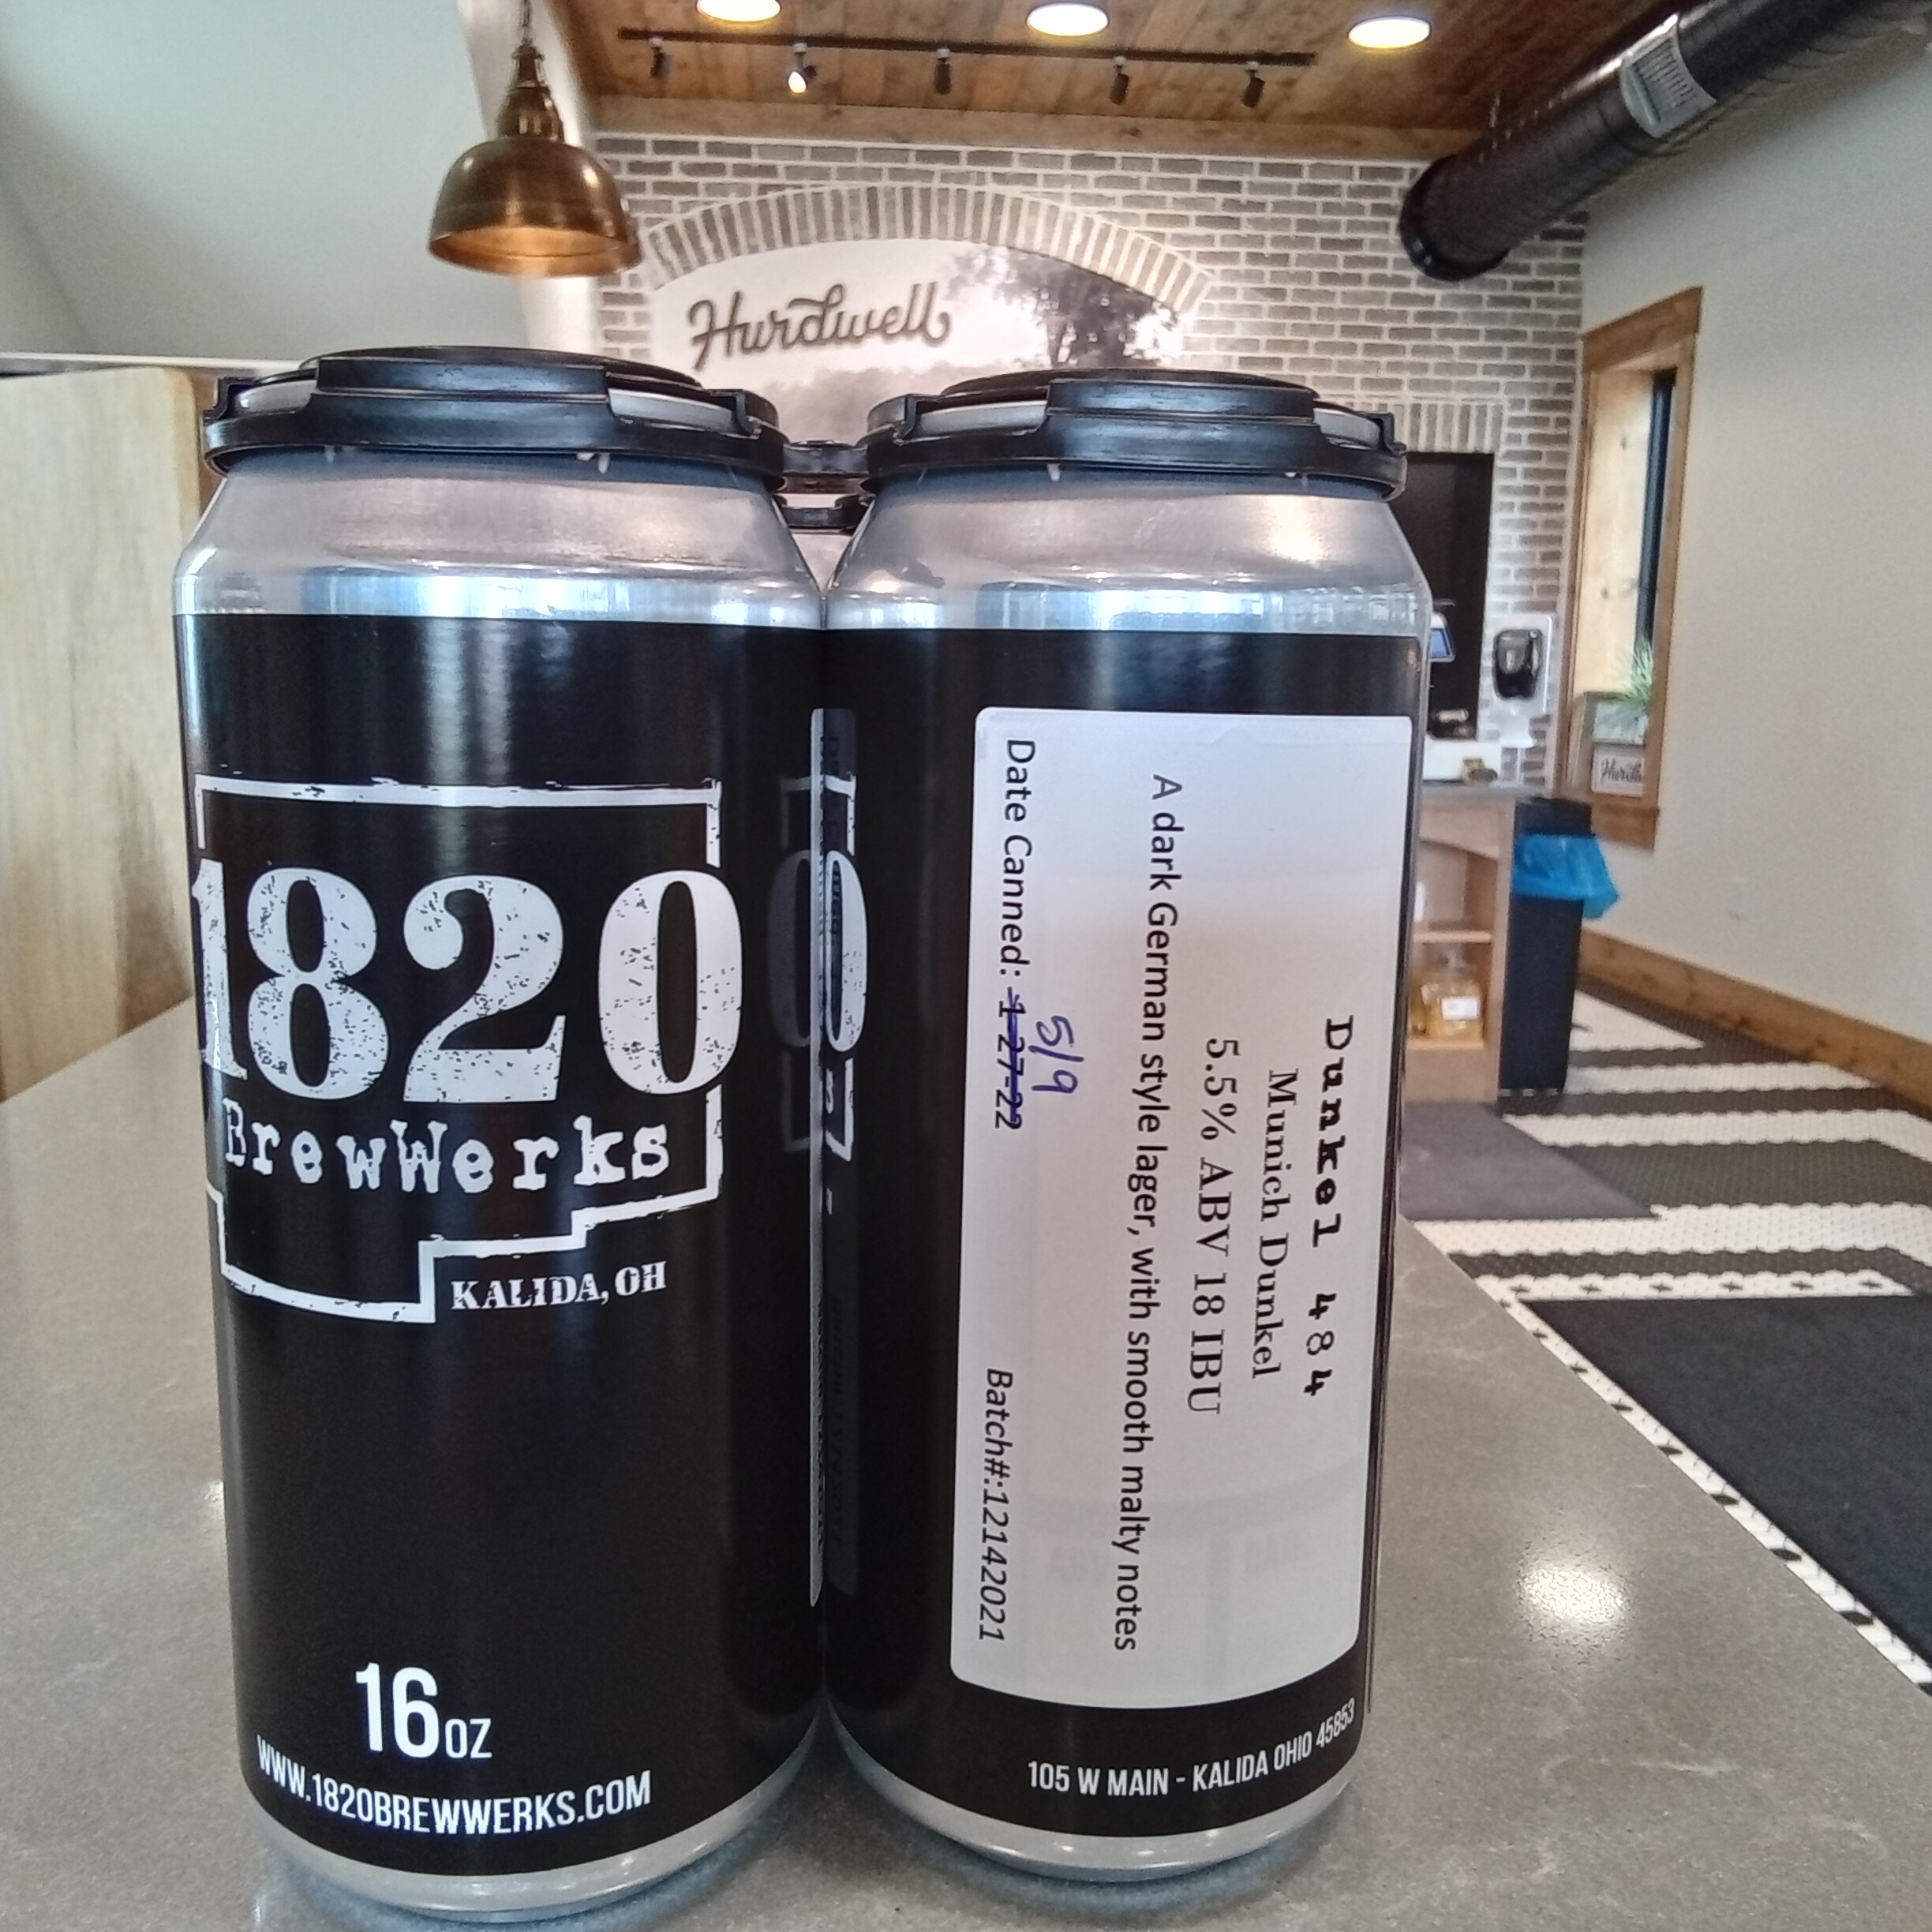 Hurdwell
1820
BrewWerks
KALIDA, OH
16 OZ
WWW.1820BREWWERKS.COM
Dunkel 484
Munich Dunkel
5.5% ABV 18 IBU
A dark German style lager, with smooth malty notes
5/9
Date Canned: 1-27-22 Batch#:12142021
105 W MAIN - KALIDA OHIO 45853